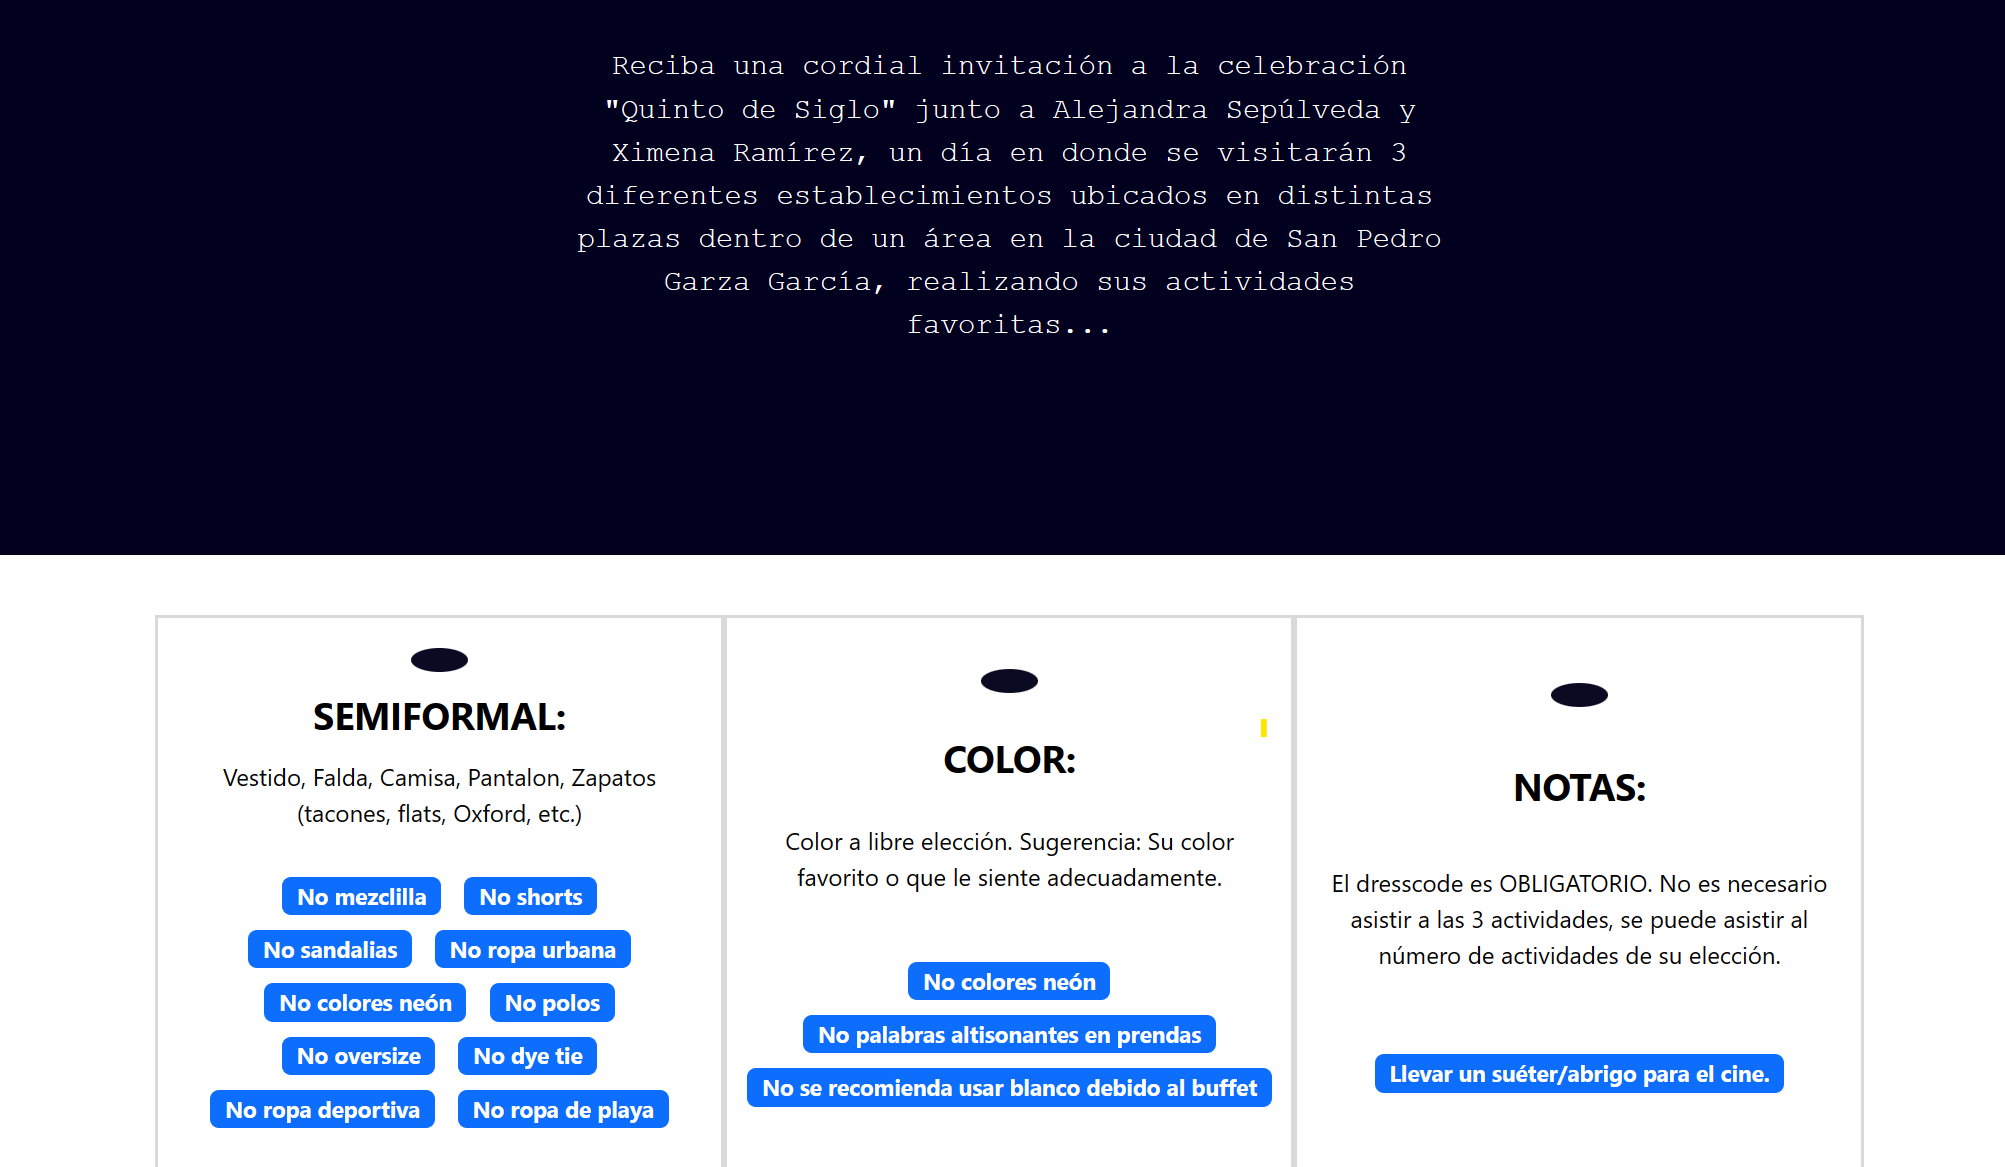 Reciba una cordial invitación a la celebración
"Quinto de Siglo" junto a Alejandra Sepúlveda y
Ximena Ramírez, un día en donde se visitarán 3
diferentes establecimientos ubicados en distintas
plazas dentro de un área en la ciudad de San Pedro
Garza García, realizando sus actividades
favoritas...
SEMIFORMAL:
Vestido, Falda, Camisa, Pantalon, Zapatos
(tacones, flats, Oxford, etc.)
No mezclilla No shorts
No sandalias No ropa urbana
No colores neón No polos
No oversize No dye tie
No ropa deportiva No ropa de playa
COLOR:
Color a libre elección. Sugerencia: Su color
favorito o que le siente adecuadamente.
No colores neón
No palabras altisonantes en prendas
No se recomienda usar blanco debido al buffet
NOTAS:
El dresscode es OBLIGATORIO. No es necesario
asistir a las 3 actividades, se puede asistir al
número de actividades de su elección.
Llevar un suéter/abrigo para el cine.